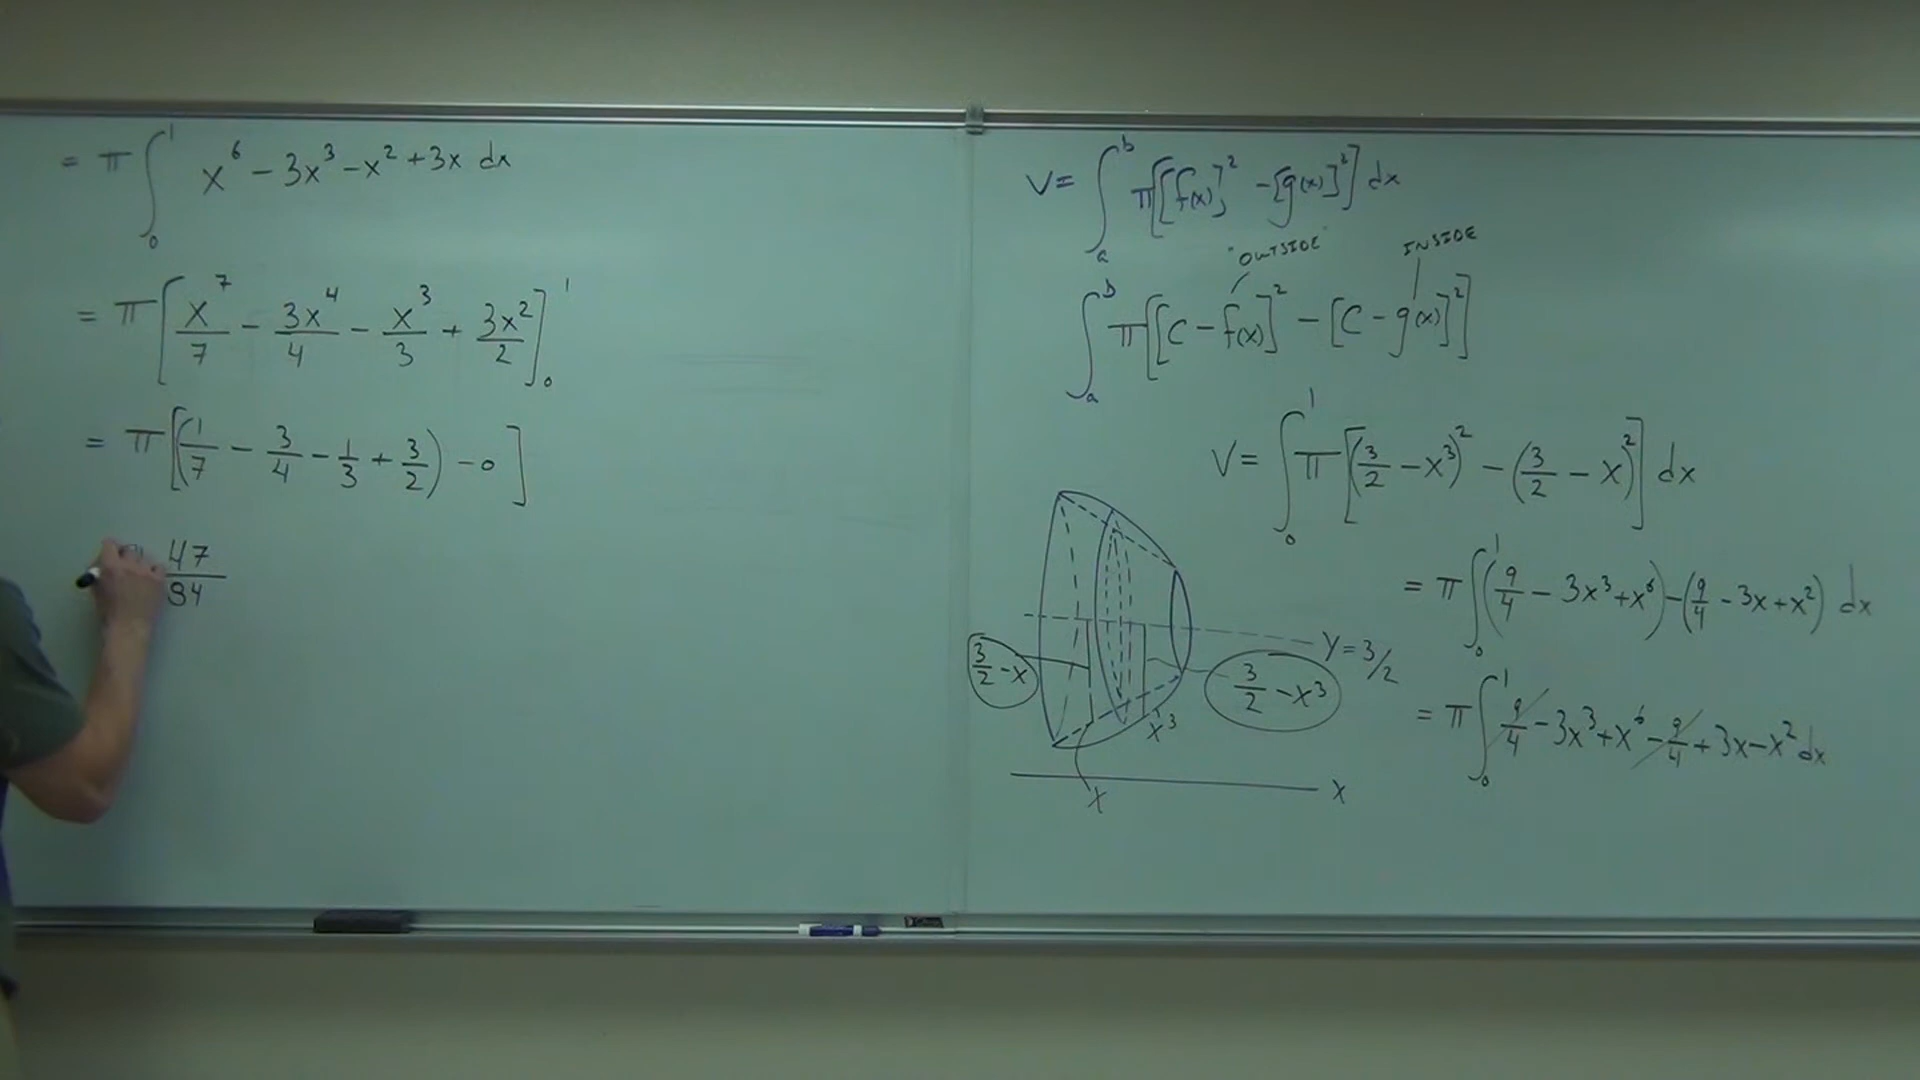 = π ∫₀¹ x⁶ - 3x³ - x² + 3x dx
= π [x⁷/7 - 3x⁴/4 - x³/3 + 3x²/2]₀¹
= π [(1/7 - 3/4 - 1/3 + 3/2) - 0]
47/84
V = ∫ₐᵇ π[[f(x)]² - [g(x)]²] dx
"OUTSIDE" INSIDE
∫ₐᵇ π[[C - f(x)]² - [C - g(x)]²]
V = ∫₀¹ π[(3/2 - x³)² - (3/2 - x)²] dx
= π ∫₀¹ (9/4 - 3x³ + x⁶) - (9/4 - 3x + x²) dx
= π ∫₀¹ 9/4 - 3x³ + x⁶ - 9/4 + 3x - x² dx
y = 3/2
3/2 - x
3/2 - x³
x³
x
x